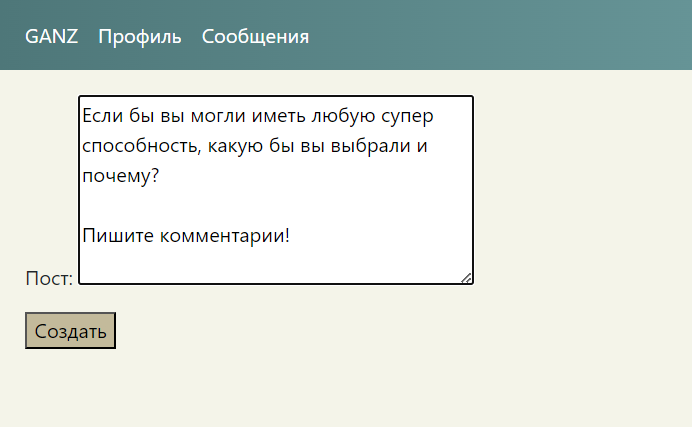 GANZ Профиль Сообщения
Если бы вы могли иметь любую супер
способность, какую бы вы выбрали и
почему?
Пишите комментарии!
Пост:
Создать